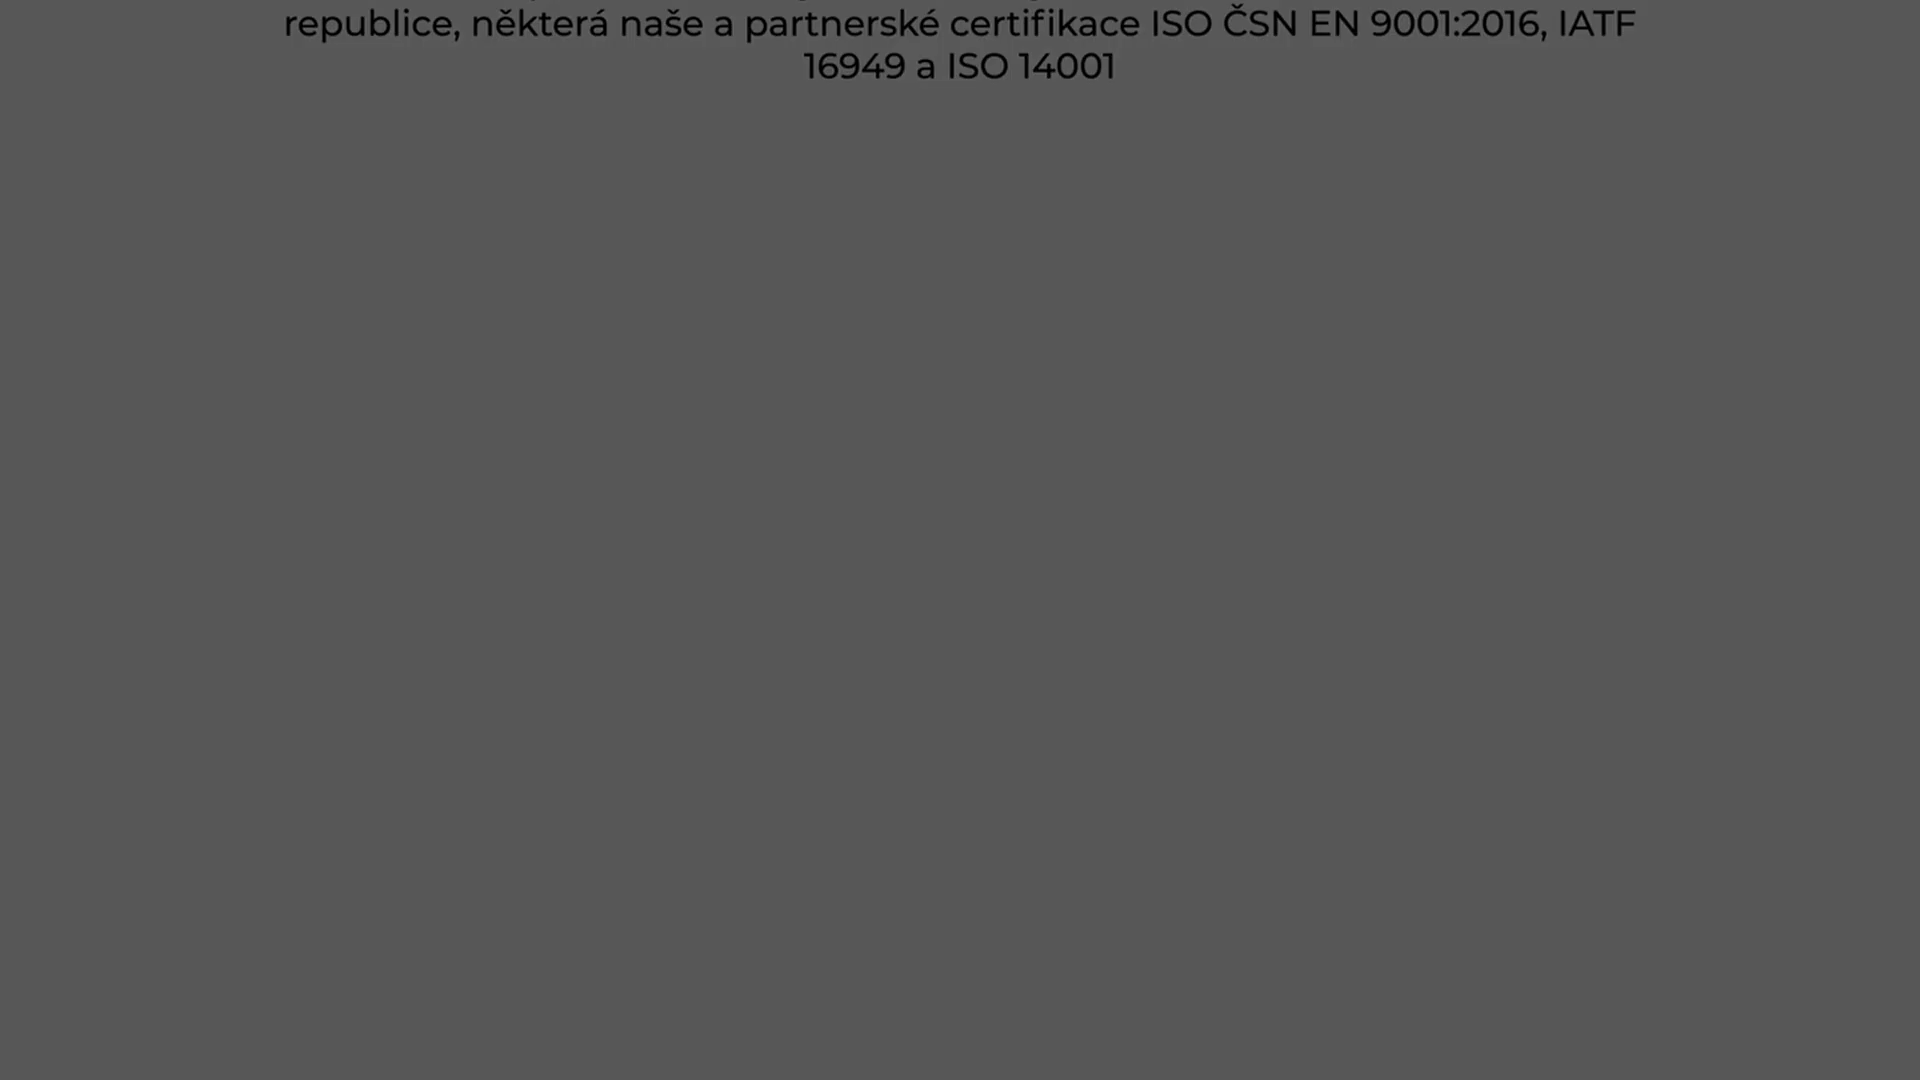 republice, některá naše a partnerské certifikace ISO ČSN EN 9001:2016, IATF
16949 a ISO 14001